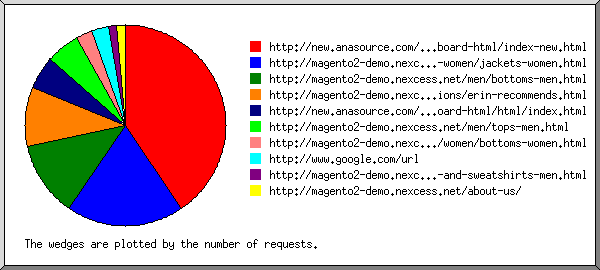 http://new.anasource.com/...board-html/index-new.html
http://magento2-demo.nexc...-women/jackets-women.html
http://magento2-demo.nexcess.net/men/bottoms-men.html
http://magento2-demo.nexc...ions/erin-recommends.html
http://new.anasource.com/...oard-html/html/index.html
http://magento2-demo.nexcess.net/men/tops-men.html
http://magento2-demo.nexc.../women/bottoms-women.html
http://www.google.com/url
http://magento2-demo.nexc...-and-sweatshirts-men.html
http://magento2-demo.nexcess.net/about-us/
The wedges are plotted by the number of requests.